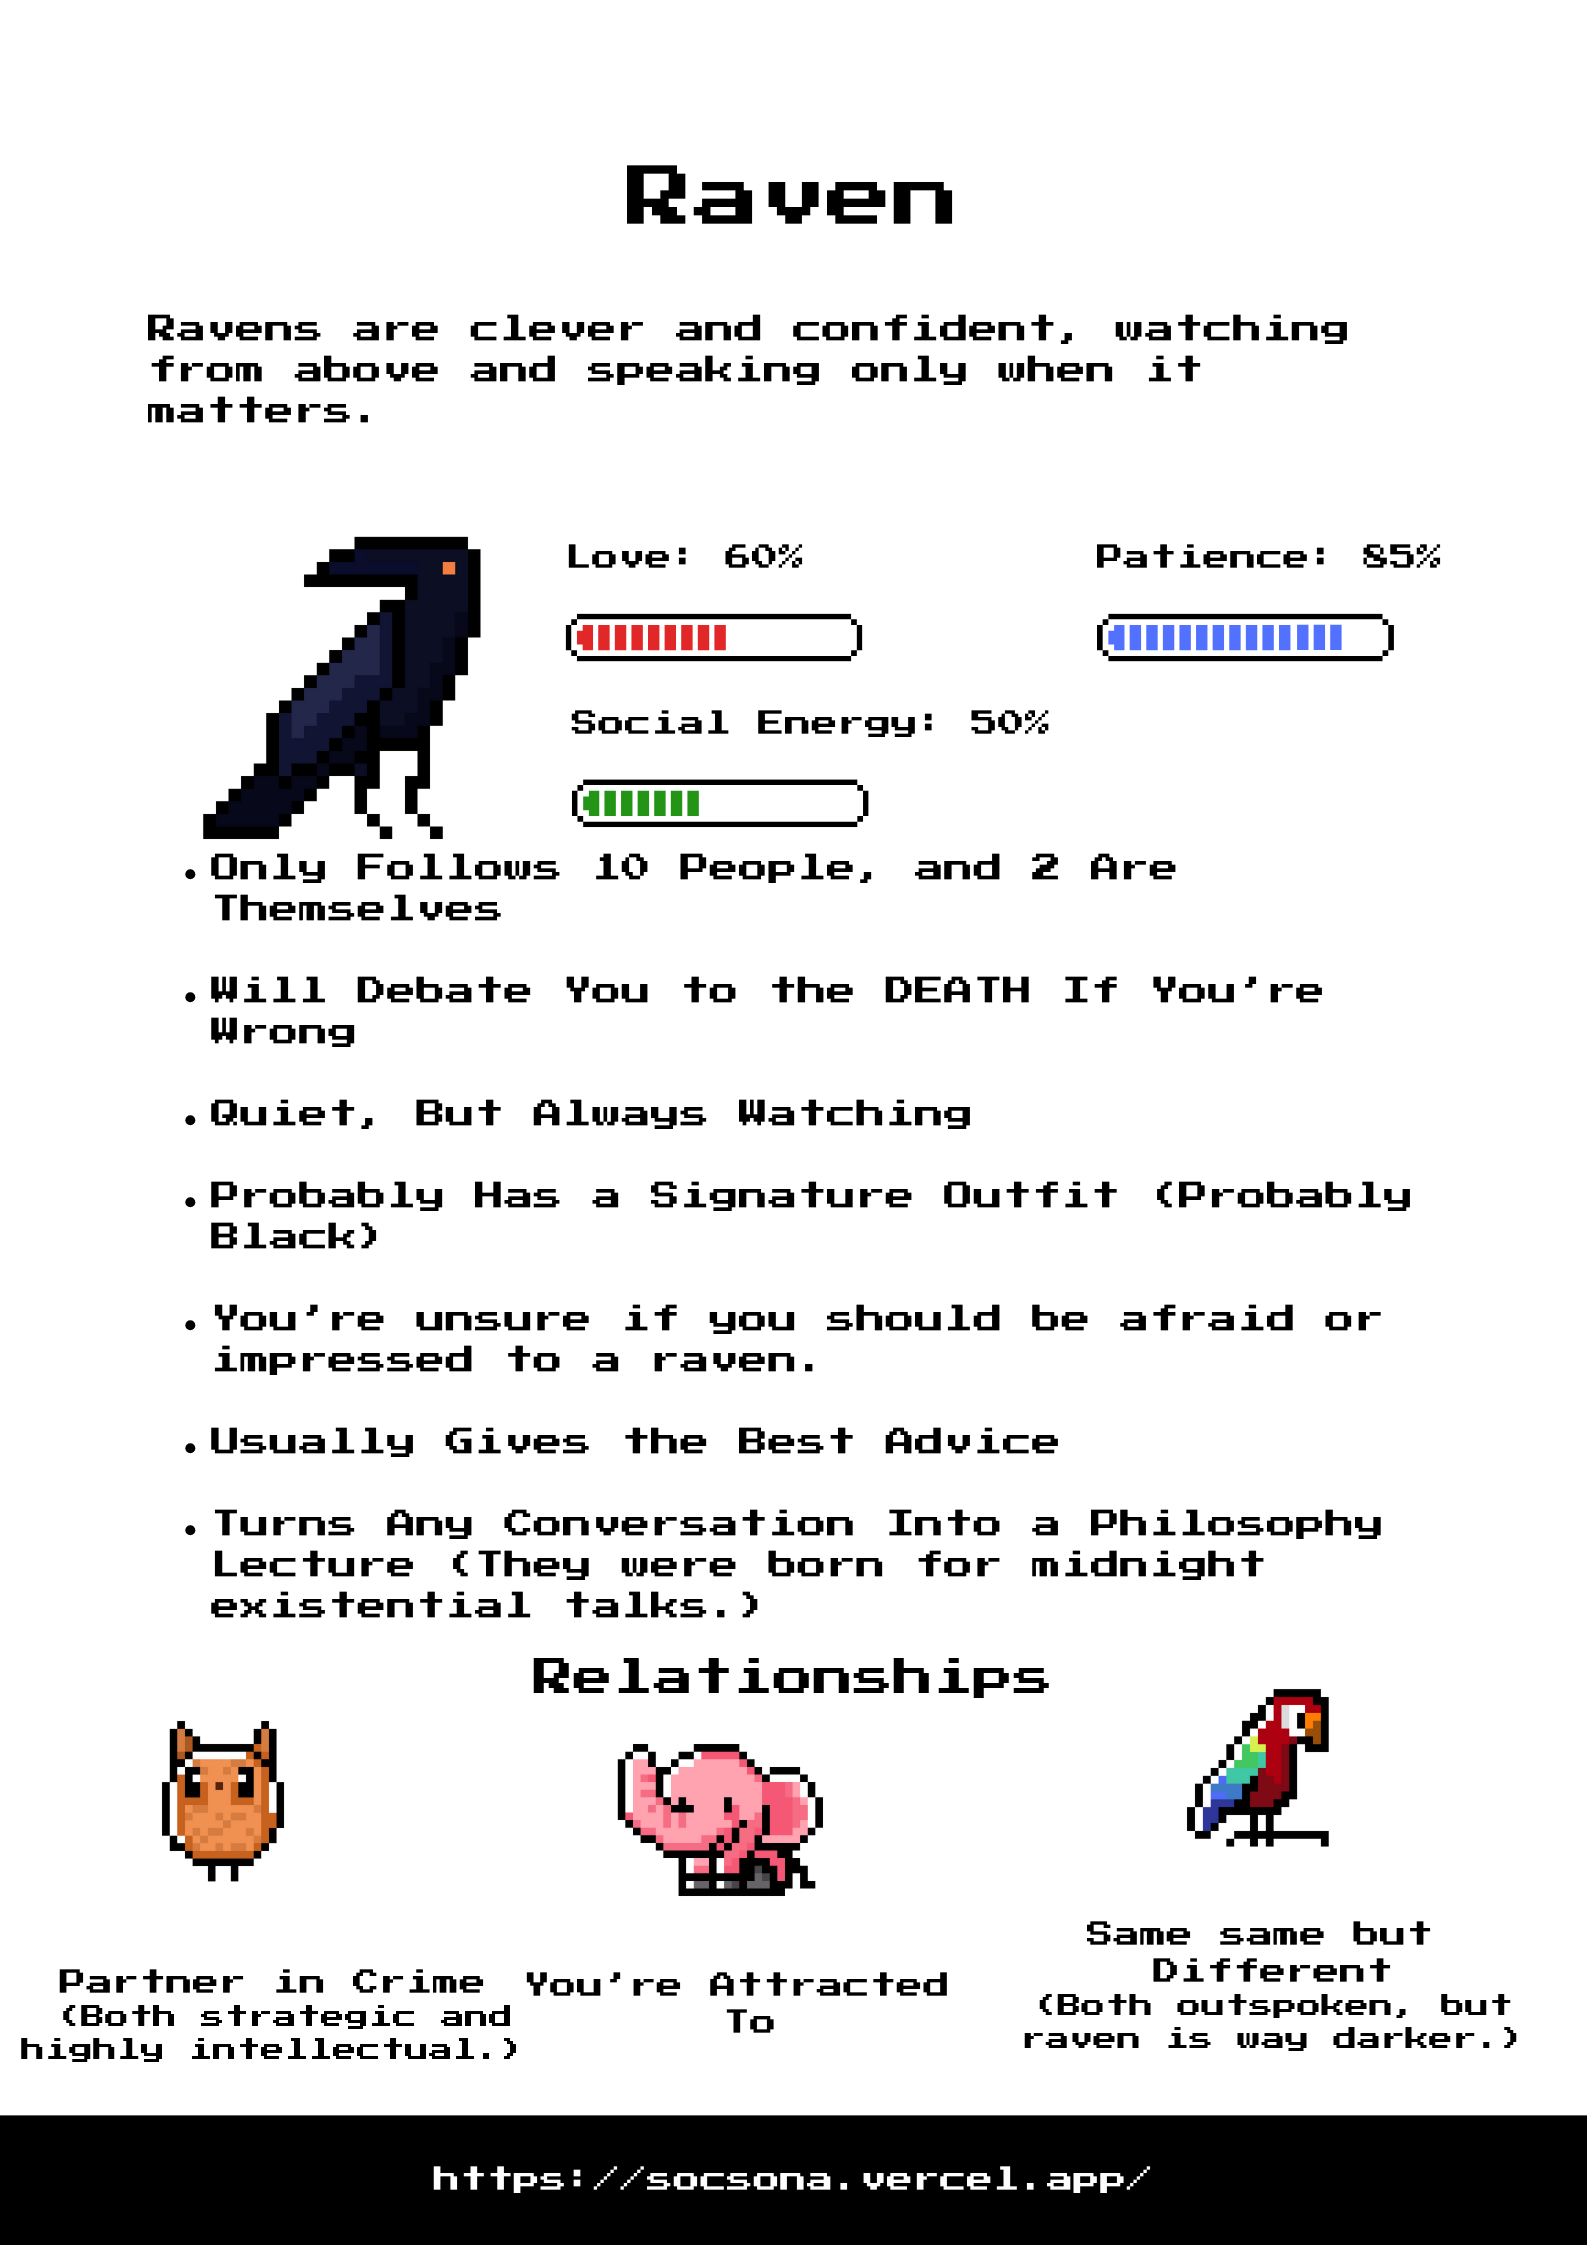 Raven
Ravens are clever and confident, watching
from above and speaking only when it
matters.
Love: 60%
Patience: 85%
Social Energy: 50%
• Only Follows 10 People, and 2 Are
Themselves
• Will Debate You to the DEATH If You're
Wrong
• Quiet, But Always Watching
• Probably Has a Signature Outfit (Probably
Black)
• You're unsure if you should be afraid or
impressed to a raven.
• Usually Gives the Best Advice
• Turns Any Conversation Into a Philosophy
Lecture (They were born for midnight
existential talks.)
Relationships
Partner in Crime
(Both strategic and
highly intellectual.)
You're Attracted
To
Same same but
Different
(Both outspoken, but
raven is way darker.)
https://socsona.vercel.app/